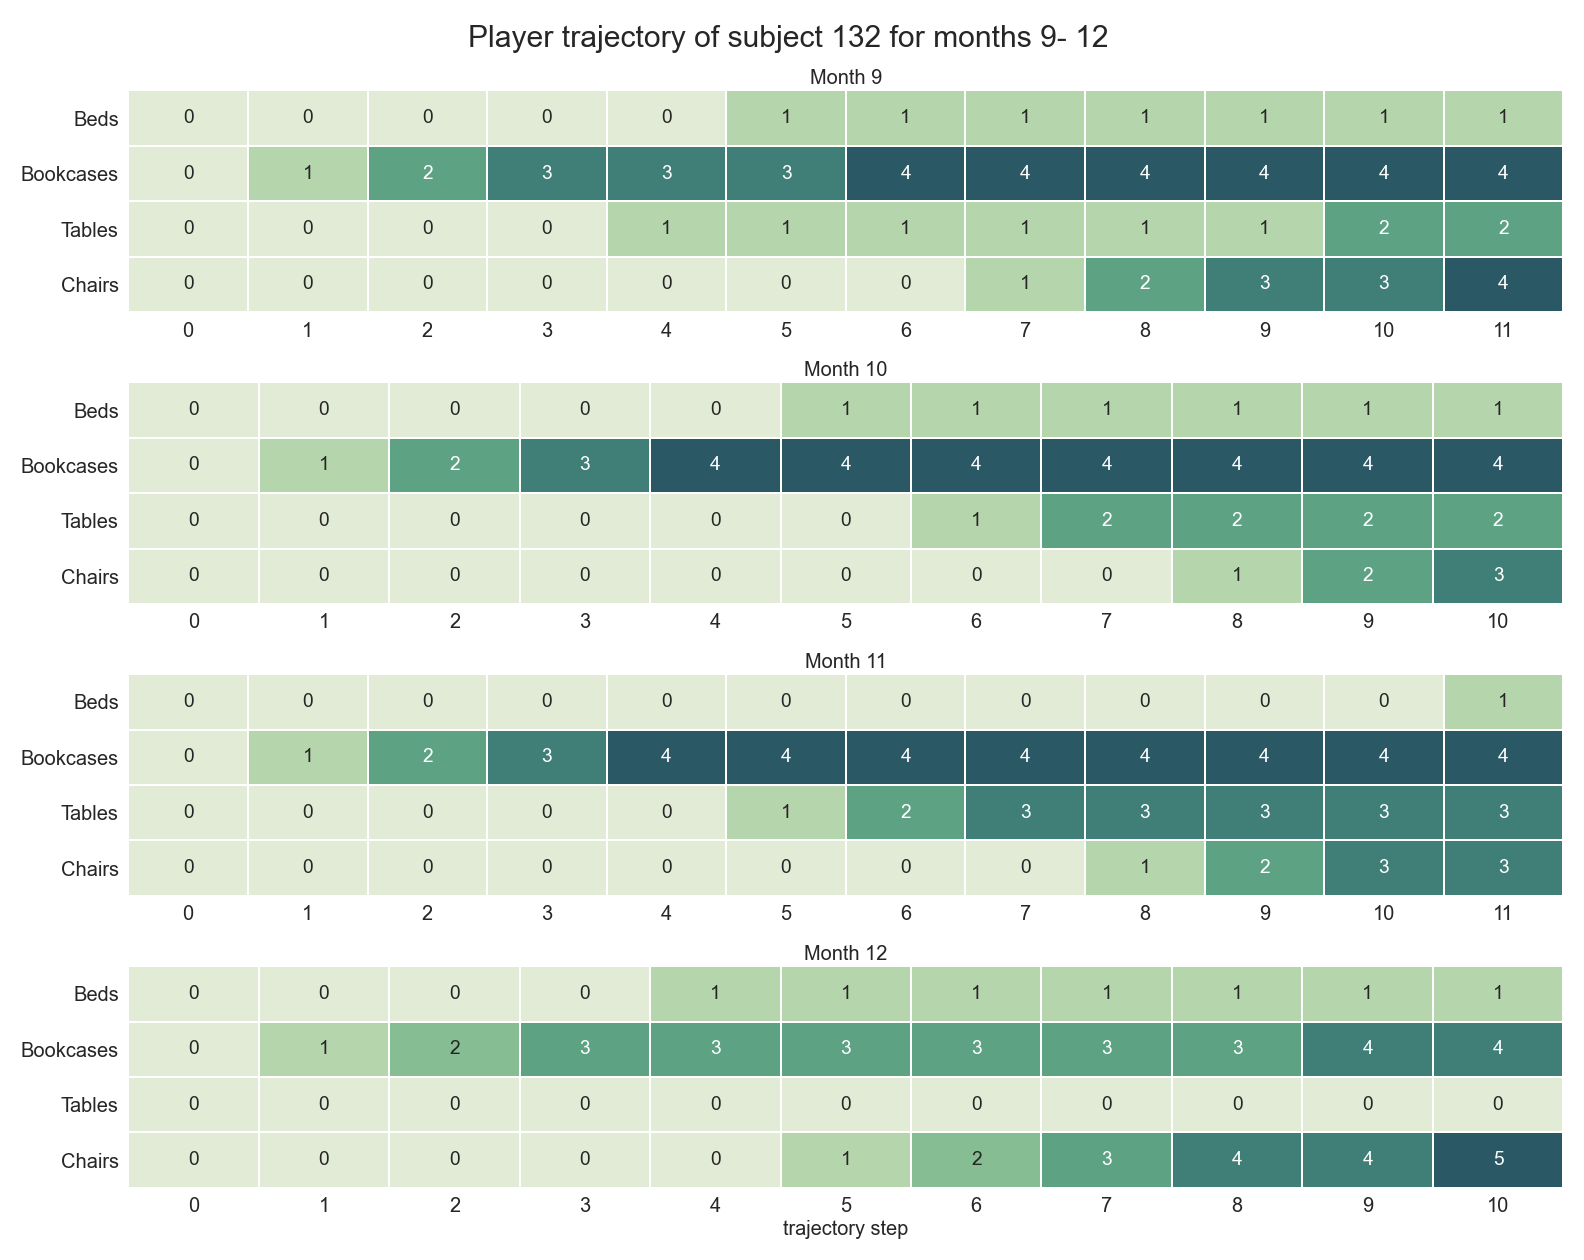 Player trajectory of subject 132 for months 9- 12
Month 9
Beds 0 0 0 0 0 1 1 1 1 1 1 1
Bookcases 0 1 2 3 3 3 4 4 4 4 4 4
Tables 0 0 0 0 1 1 1 1 1 1 2 2
Chairs 0 0 0 0 0 0 0 1 2 3 3 4
0 1 2 3 4 5 6 7 8 9 10 11
Month 10
Beds 0 0 0 0 0 1 1 1 1 1 1
Bookcases 0 1 2 3 4 4 4 4 4 4 4
Tables 0 0 0 0 0 0 1 2 2 2 2
Chairs 0 0 0 0 0 0 0 0 1 2 3
0 1 2 3 4 5 6 7 8 9 10
Month 11
Beds 0 0 0 0 0 0 0 0 0 0 0 1
Bookcases 0 1 2 3 4 4 4 4 4 4 4 4
Tables 0 0 0 0 0 1 2 3 3 3 3 3
Chairs 0 0 0 0 0 0 0 0 1 2 3 3
0 1 2 3 4 5 6 7 8 9 10 11
Month 12
Beds 0 0 0 0 1 1 1 1 1 1 1
Bookcases 0 1 2 3 3 3 3 3 3 4 4
Tables 0 0 0 0 0 0 0 0 0 0 0
Chairs 0 0 0 0 0 1 2 3 4 4 5
0 1 2 3 4 5 6 7 8 9 10
trajectory step